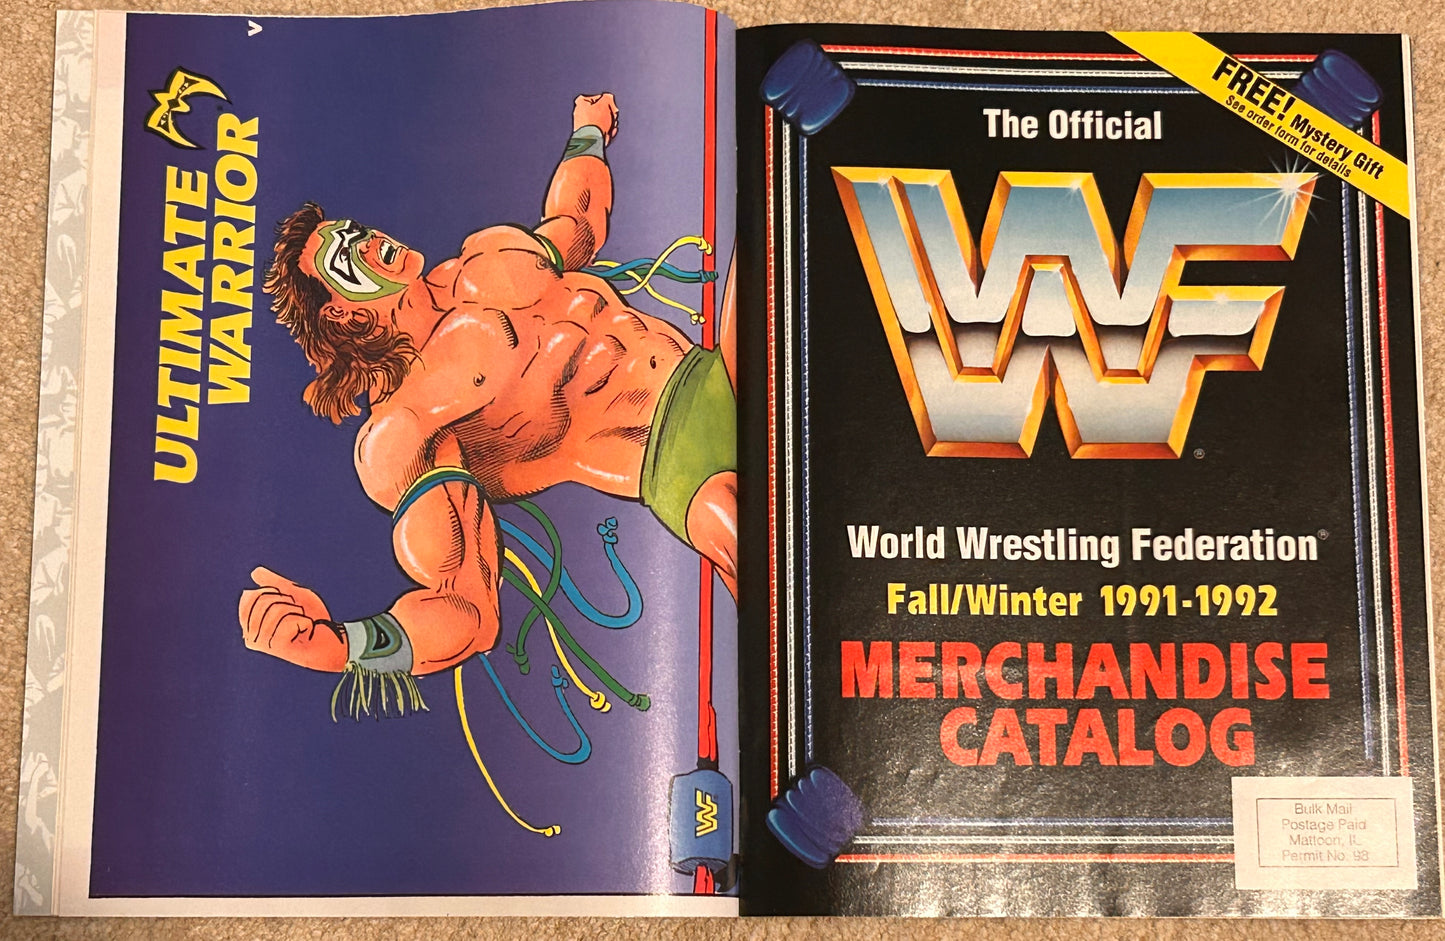 ULTIMATE
WARRIOR
V
WF
FREE! Mystery Gift
See order form for details
The Official
WWF
World Wrestling Federation®
Fall/Winter 1991-1992
MERCHANDISE
CATALOG
Bulk Mail
Postage Paid
Mattoon, IL
Permit No. 98